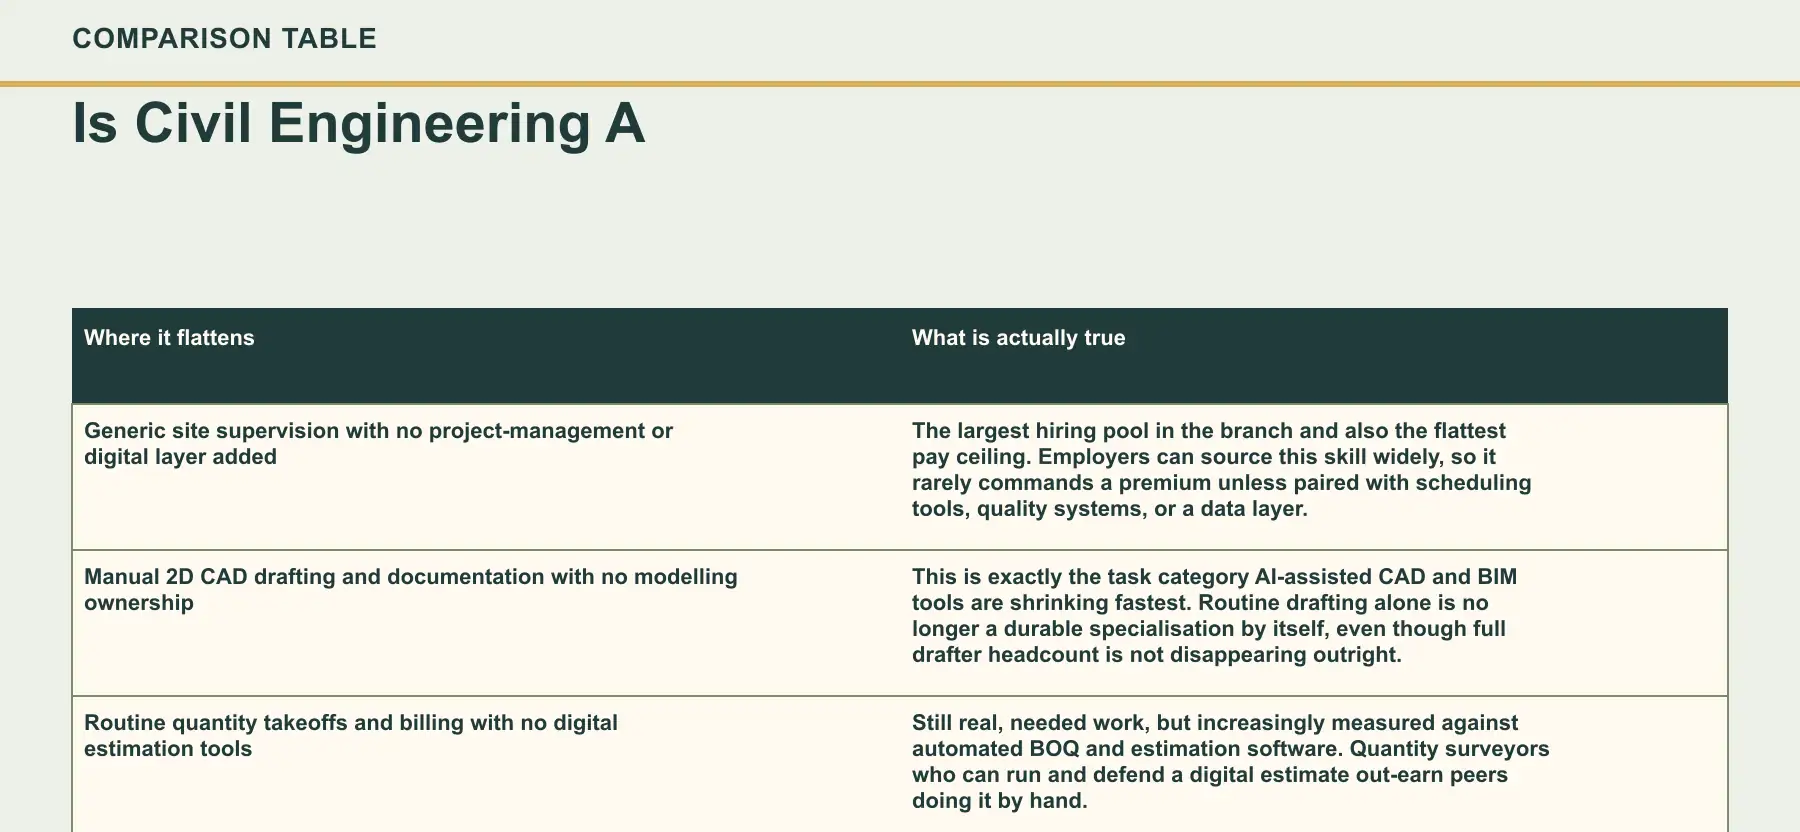 COMPARISON TABLE
Is Civil Engineering A
Where it flattens
What is actually true
Generic site supervision with no project-management or
digital layer added
The largest hiring pool in the branch and also the flattest
pay ceiling. Employers can source this skill widely, so it
rarely commands a premium unless paired with scheduling
tools, quality systems, or a data layer.
Manual 2D CAD drafting and documentation with no modelling
ownership
This is exactly the task category AI-assisted CAD and BIM
tools are shrinking fastest. Routine drafting alone is no
longer a durable specialisation by itself, even though full
drafter headcount is not disappearing outright.
Routine quantity takeoffs and billing with no digital
estimation tools
Still real, needed work, but increasingly measured against
automated BOQ and estimation software. Quantity surveyors
who can run and defend a digital estimate out-earn peers
doing it by hand.